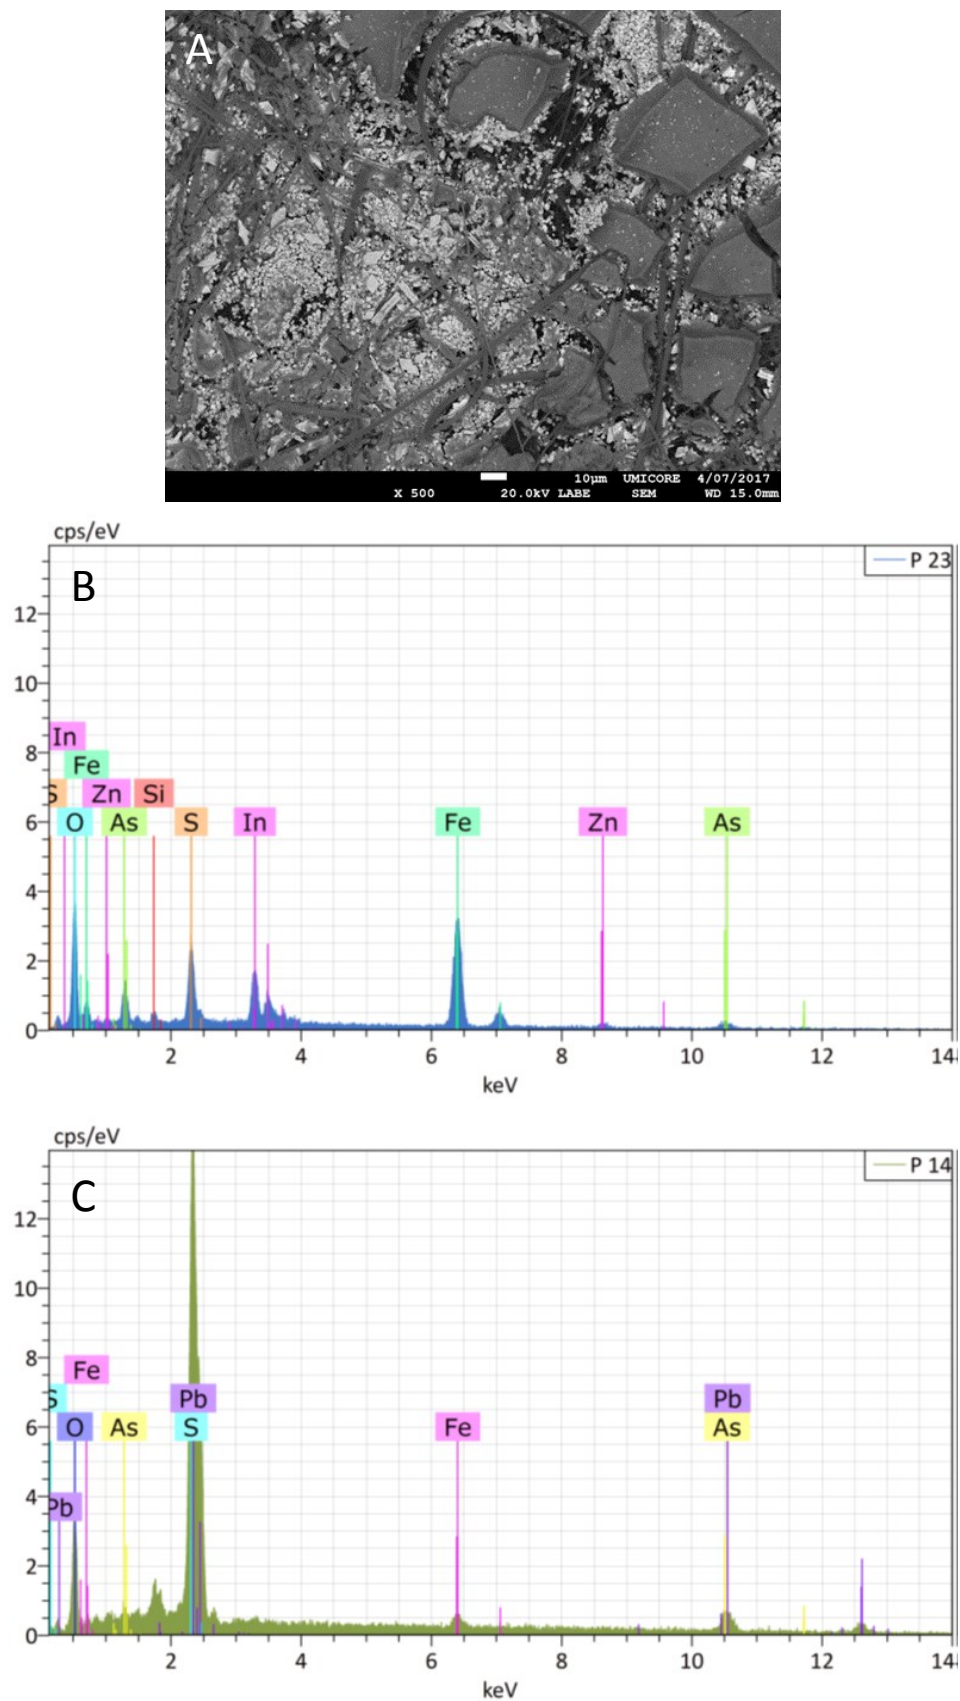 A
10µm UMICORE 4/07/2017
X 500 20.0kV LABE SEM WD 15.0mm
cps/eV
B
P 23
12
10
In
8
Fe
S Zn Si
6
O As S In Fe Zn As
4
2
0
2 4 6 8 10 12 14
keV
cps/eV
C
P 14
12
10
8
Fe
S Pb Pb
6
O As S Fe As
4
Pb
2
0
2 4 6 8 10 12 14
keV